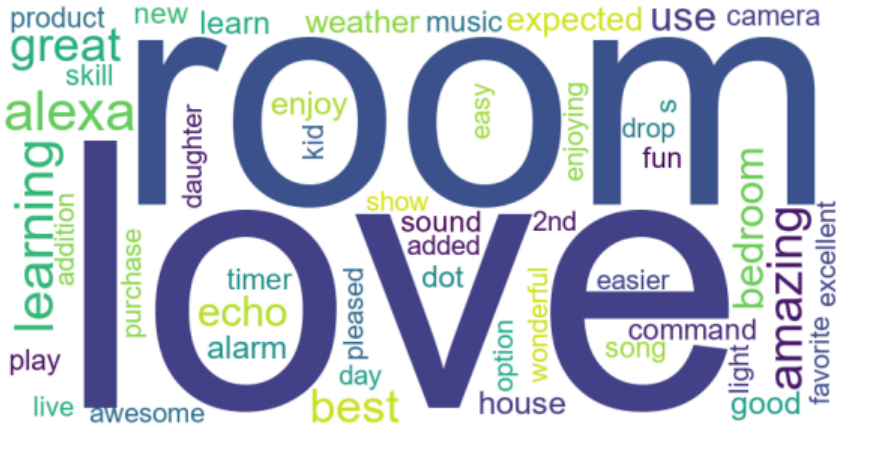 product
new
learn
weather
music
expected
use
camera
great
skill
room
alexa
daughter
enjoy
kid
easy
enjoying
s
drop
fun
learning
addition
love
show
sound
2nd
added
bedroom
amazing
excellent
purchase
timer
echo
alarm
pleased
dot
wonderful
easier
command
song
option
light
favorite
play
day
live
awesome
best
house
good